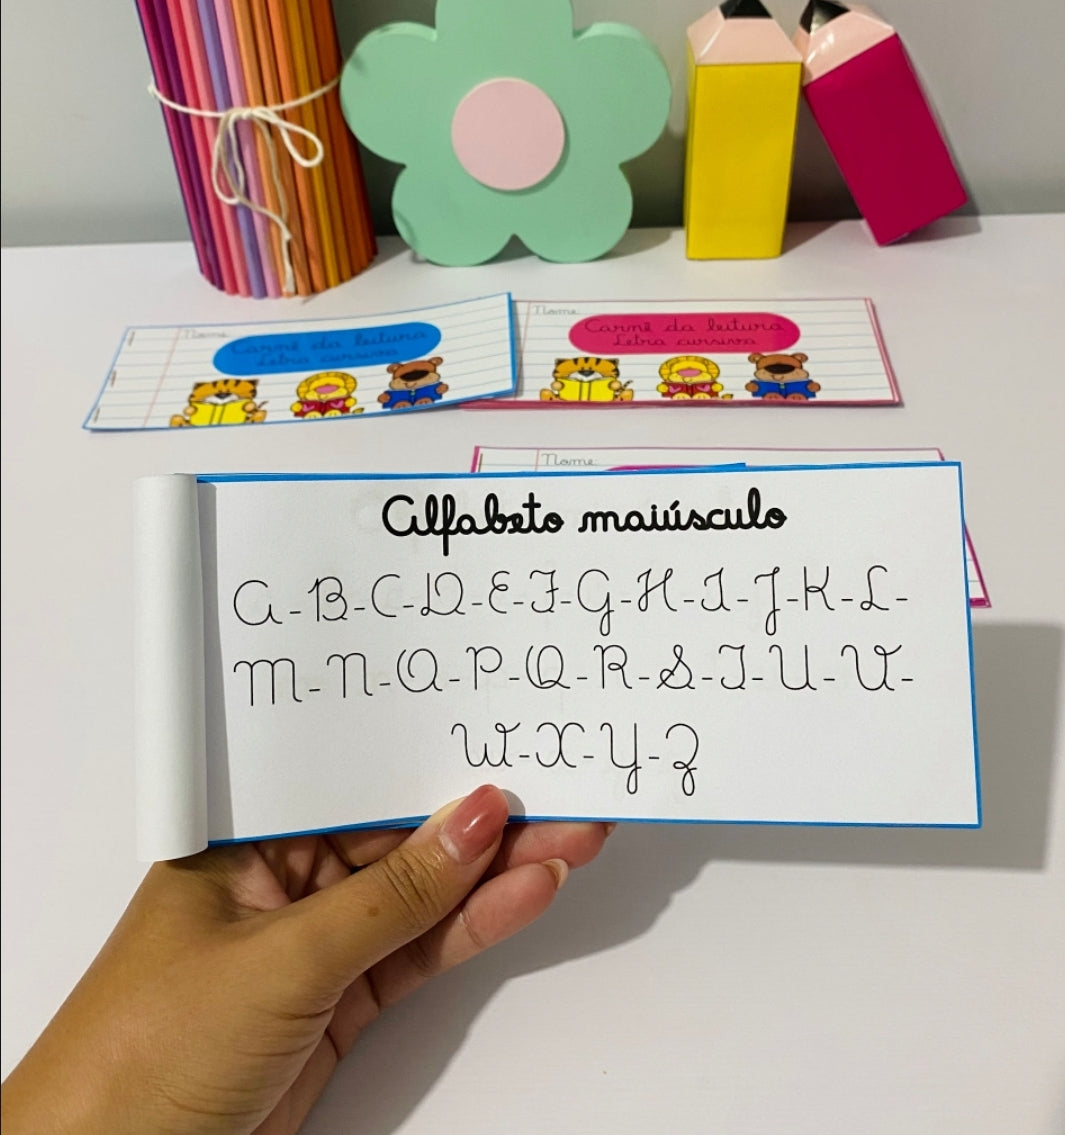 Nome:
Carnê da leitura
Letra cursiva
Nome:
Carnê da leitura
Letra cursiva
Nome:
Alfabeto maiúsculo
A-B-C-D-E-F-G-H-I-J-K-L-
M-N-O-P-Q-R-S-T-U-V-
W-X-Y-Z